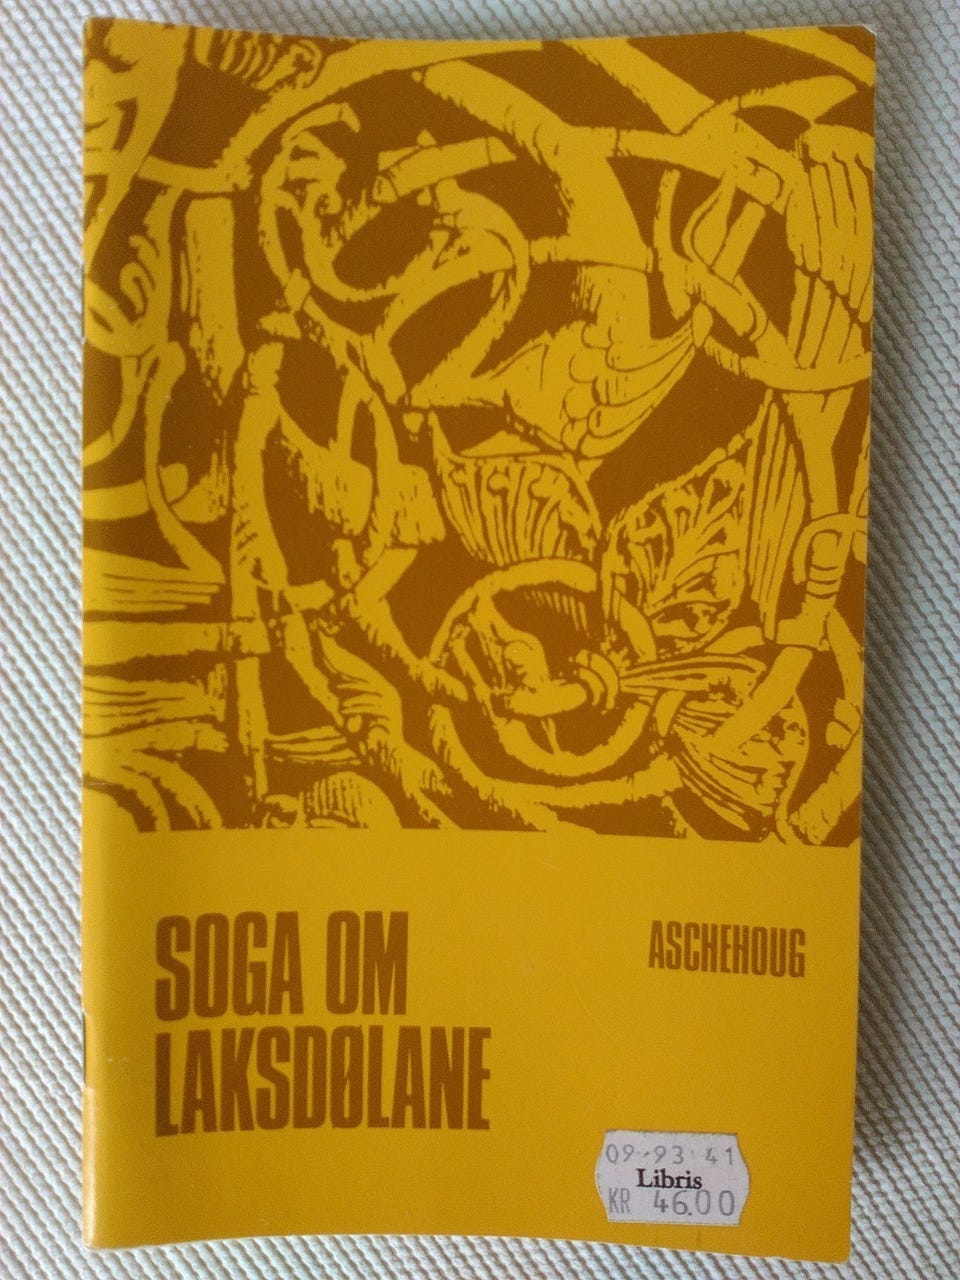 SOGA OM
LAKSDØLANE
ASCHEHOUG
09-93 41
Libris
KR 46.00